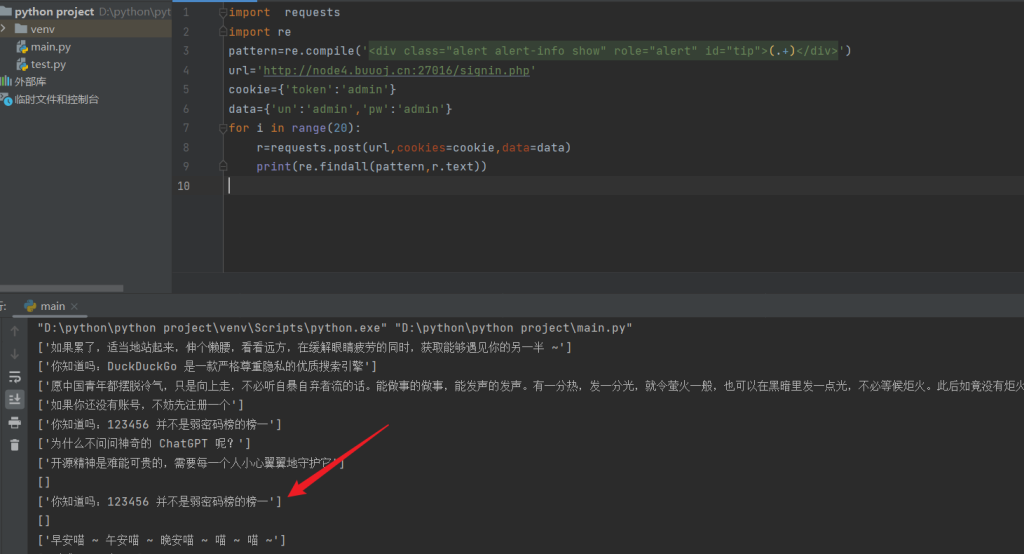 python project D:\python\pyt
venv
main.py
test.py
外部库
临时文件和控制台
1 import  requests
2 import re
3 pattern=re.compile('<div class="alert alert-info show" role="alert" id="tip">(.+)</div>')
4 url='http://node4.buuoj.cn:27016/signin.php'
5 cookie={'token':'admin'}
6 data={'un':'admin','pw':'admin'}
7 for i in range(20):
8     r=requests.post(url,cookies=cookie,data=data)
9     print(re.findall(pattern,r.text))
10
main
"D:\python\python project\venv\Scripts\python.exe" "D:\python\python project\main.py"
['如果累了，适当地站起来，伸个懒腰，看看远方，在缓解眼睛疲劳的同时，获取能够遇见你的另一半 ~']
['你知道吗：DuckDuckGo 是一款严格尊重隐私的优质搜索引擎']
['愿中国青年都摆脱冷气，只是向上走，不必听自暴自弃者流的话。能做事的做事，能发声的发声。有一分热，发一分光，就令萤火一般，也可以在黑暗里发一点光，不必等候炬火。此后如竟没有炬火
['如果你还没有账号，不妨先注册一个']
['你知道吗：123456 并不是弱密码榜的榜一']
['为什么不问问神奇的 ChatGPT 呢？']
['开源精神是难能可贵的，需要每一个人小心翼翼地守护它']
[]
['你知道吗：123456 并不是弱密码榜的榜一']
[]
['早安喵 ~ 午安喵 ~ 晚安喵 ~ 喵 ~ 喵 ~']